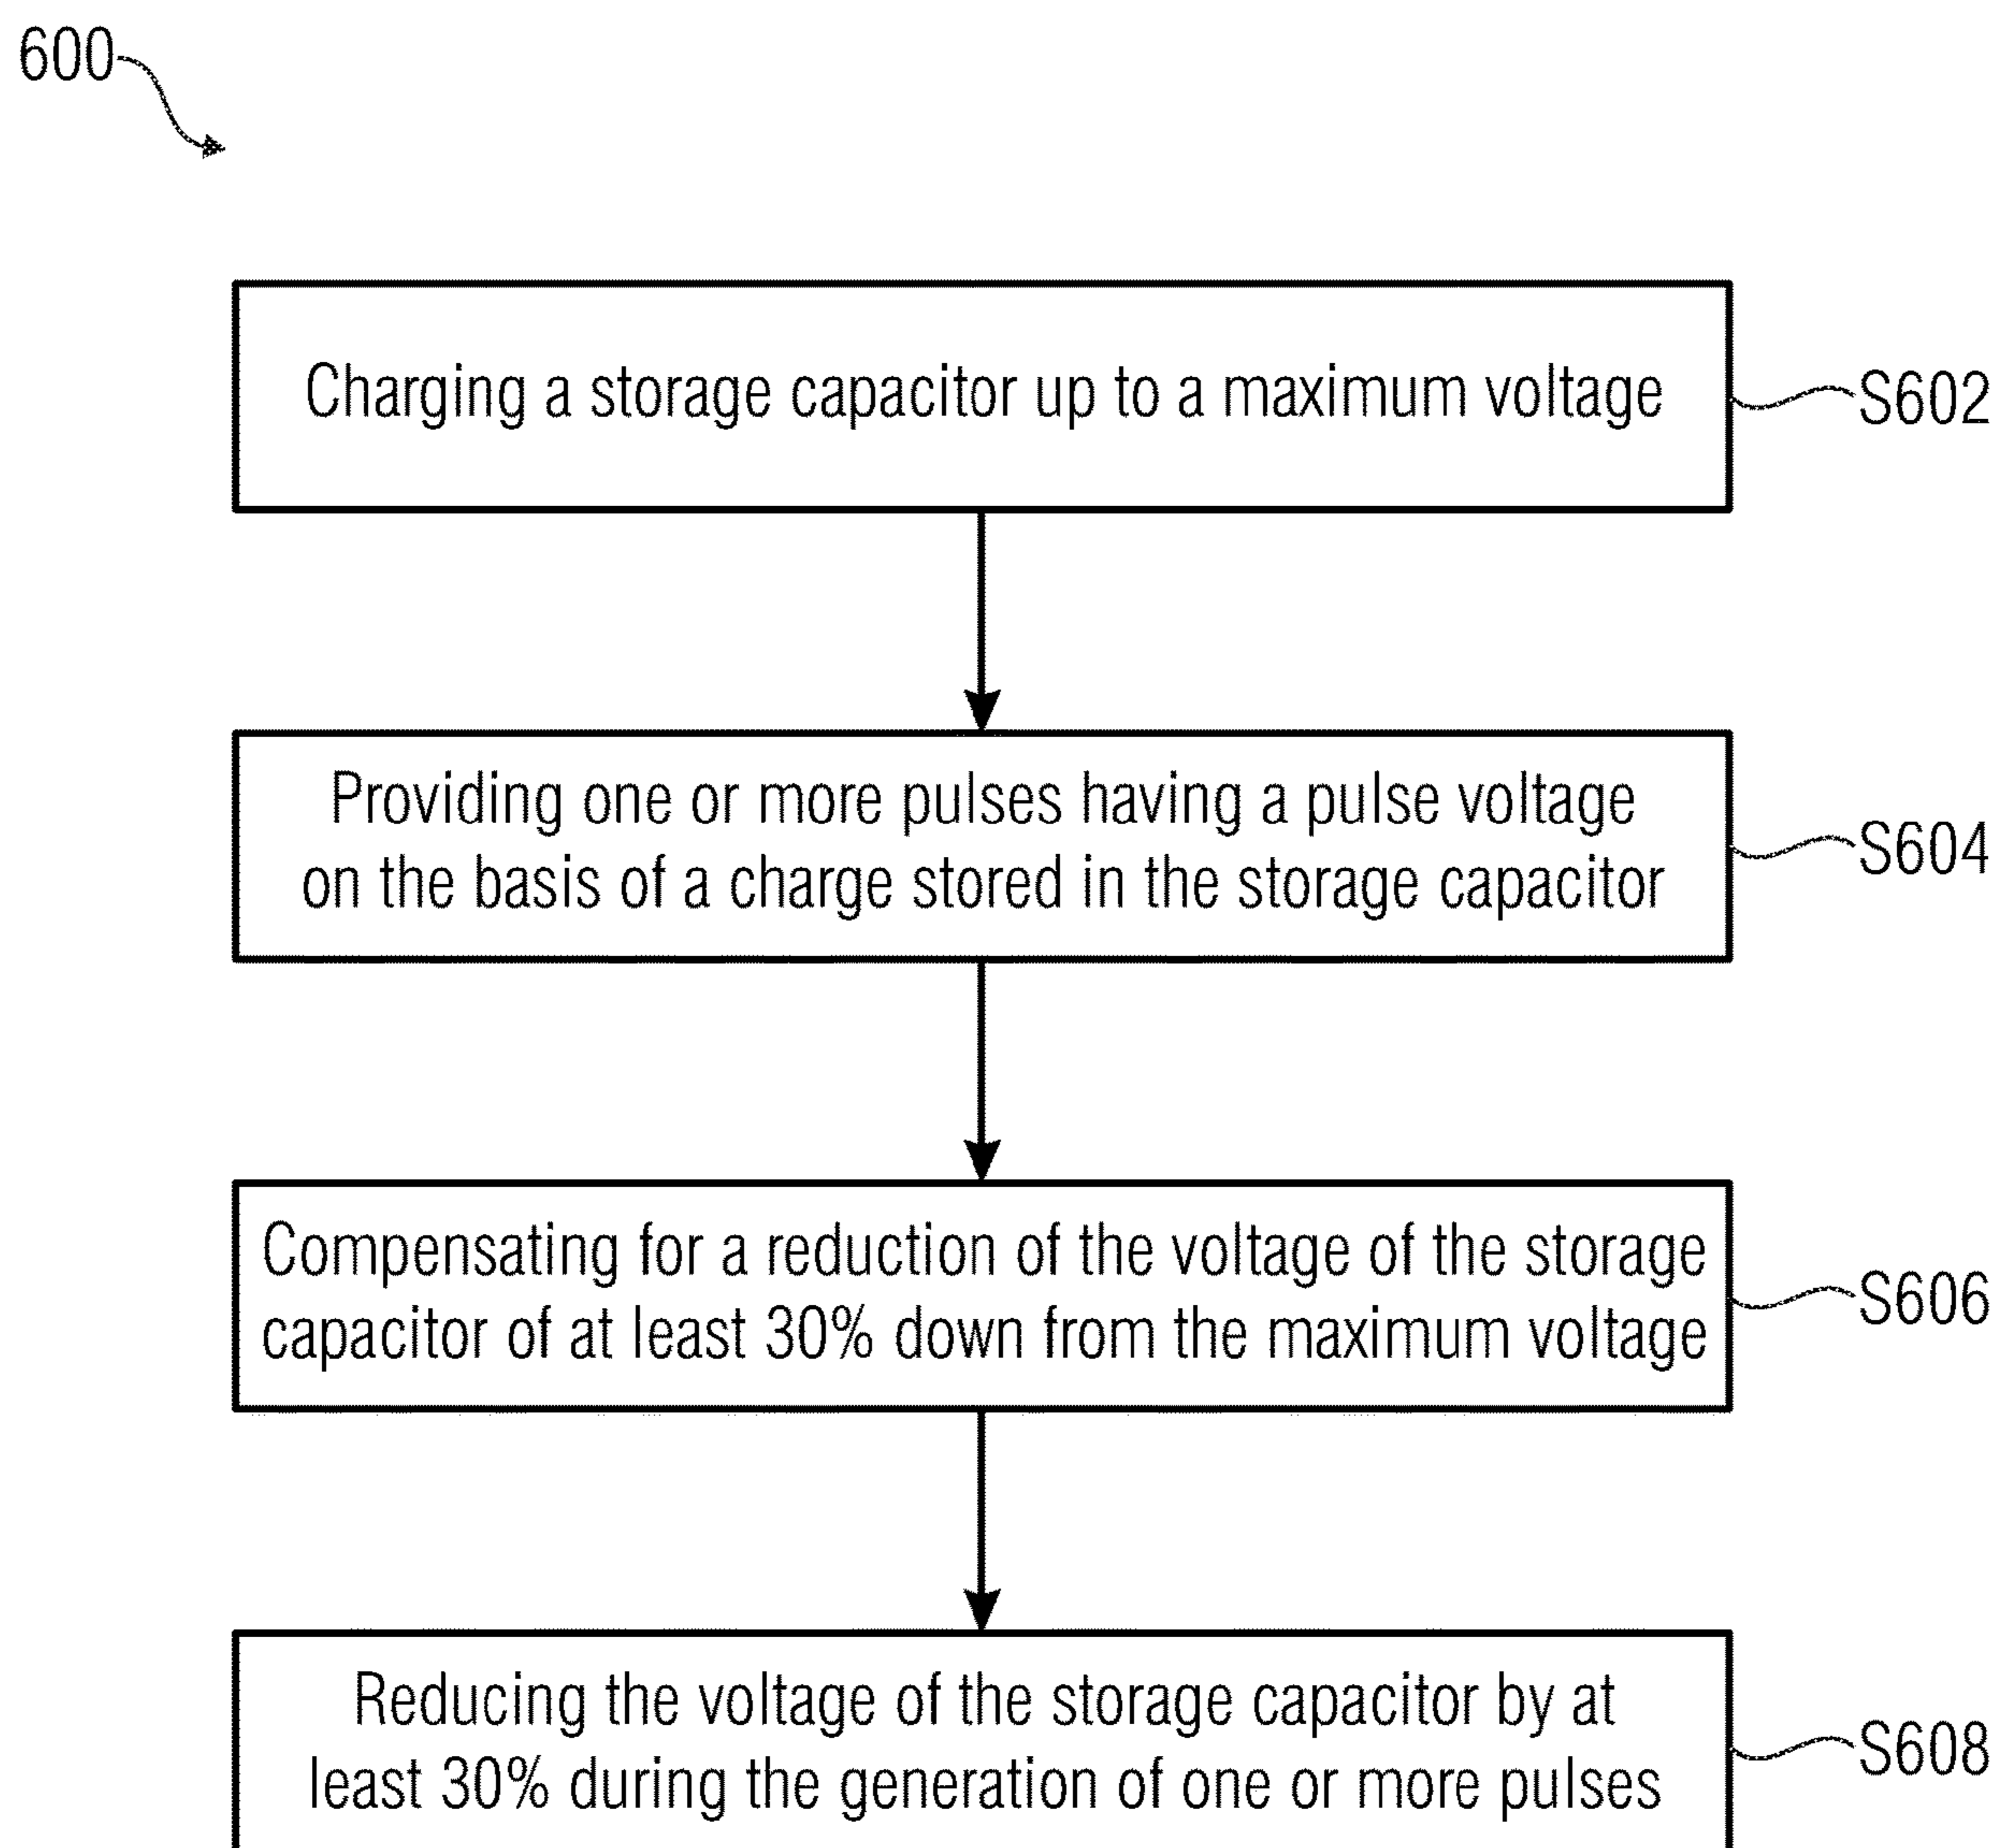 600
Charging a storage capacitor up to a maximum voltage
S602
Providing one or more pulses having a pulse voltage
on the basis of a charge stored in the storage capacitor
S604
Compensating for a reduction of the voltage of the storage
capacitor of at least 30% down from the maximum voltage
S606
Reducing the voltage of the storage capacitor by at
least 30% during the generation of one or more pulses
S608